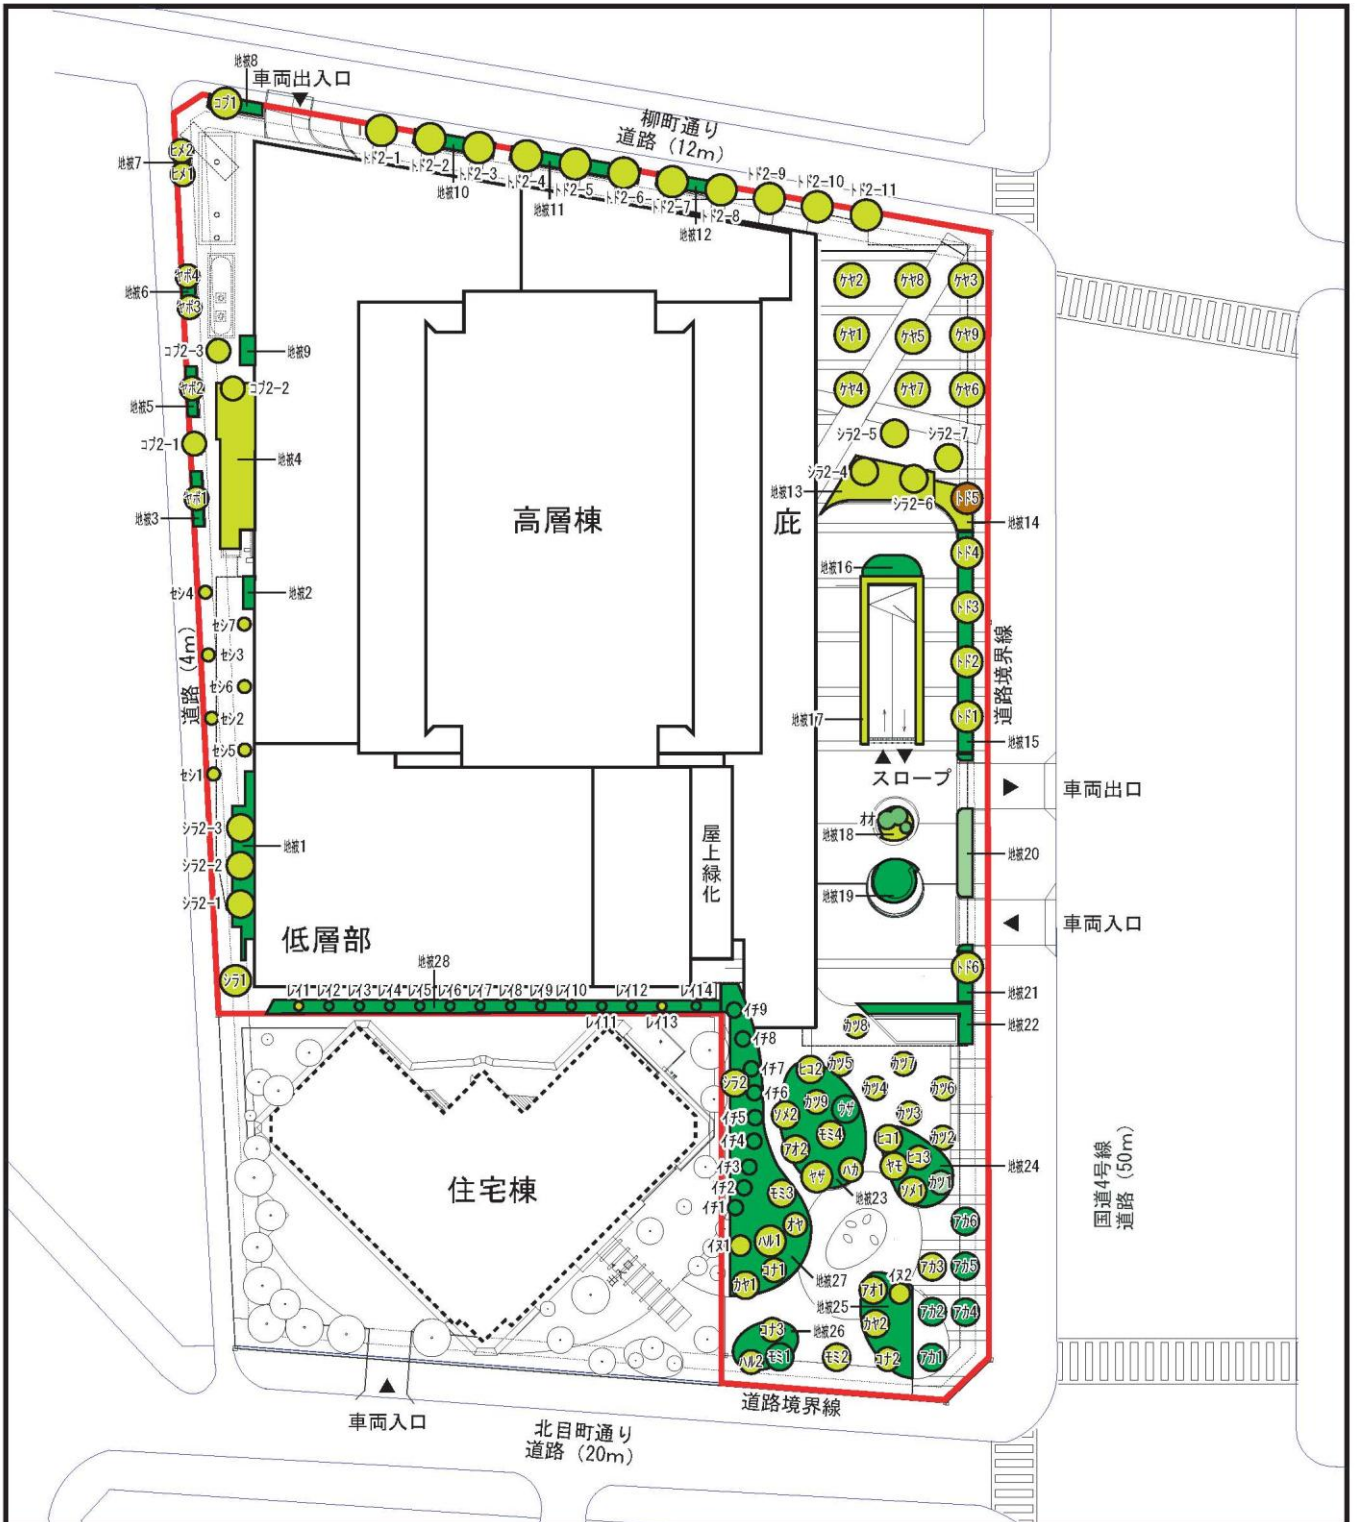 地被8
車両出入口
コブ1
柳町通り
道路（12m）
ヒメ2
地被7
ヒメ1
トド2-1
トド2-2
地被10
トド2-3
トド2-4
地被11
トド2-5
トド2-6
トド2-7
地被12
トド2-8
トド2-9
トド2-10
トド2-11
ヤボ4
地被6
ヤボ3
コブ2-3
地被9
ヤボ2
コブ2-2
地被5
コブ2-1
地被4
ヤボ1
地被3
ケヤ2
ケヤ8
ケヤ3
ケヤ1
ケヤ5
ケヤ9
ケヤ4
ケヤ7
ケヤ6
シラ2-5
シラ2-7
シラ2-4
地被13
シラ2-6
トド5
地被14
高層棟
庇
トド4
地被16
セシ4
地被2
トド3
セシ7
道路（4m）
セシ3
道路境界線
トド2
セシ6
セシ2
地被17
トド1
セシ5
地被15
セシ1
スロープ
車両出口
シラ2-3
地被1
材
地被18
屋上緑化
地被20
シラ2-2
地被19
シラ2-1
車両入口
低層部
シラ1
地被28
トド6
レイ1
レイ2
レイ3
レイ4
レイ5
レイ6
レイ7
レイ8
レイ9
レイ10
レイ11
レイ12
レイ13
レイ14
地被21
イチ9
カツ8
地被22
イチ8
イチ7
ヒコ2
カツ5
カツ7
シラ2
イチ6
カツ4
カツ6
カツ9
ウザ
イチ5
ソメ2
カツ3
イチ4
モミ4
ヒコ1
カツ2
アオ2
ヒコ3
イチ3
ヤモ
地被24
ヤザ
ハカ
イチ2
モミ3
ソメ1
カツ1
地被23
イチ1
住宅棟
国道4号線
道路（50m）
オヤ
アカ6
イヌ1
ハル1
コナ1
アカ3
アカ5
カヤ1
地被27
イヌ2
アオ1
出入口
地被25
アカ2
アカ4
カヤ2
コナ3
地被26
ハル2
モミ1
モミ2
コナ2
アカ1
道路境界線
車両入口
北目町通り
道路（20m）